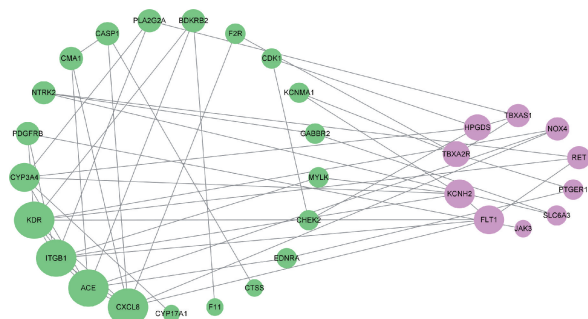 PLA2G2A
BDKRB2
CASP1
F2R
CMA1
CDK1
NTRK2
KCNMA1
TBXAS1
PDGFRB
GABBR2
HPGDS
NOX4
TBXA2R
RET
CYP3A4
MYLK
KCNH2
PTGER1
KDR
CHEK2
FLT1
SLC6A3
JAK3
ITGB1
EDNRA
ACE
CTSS
CXCL8
CYP17A1
F11